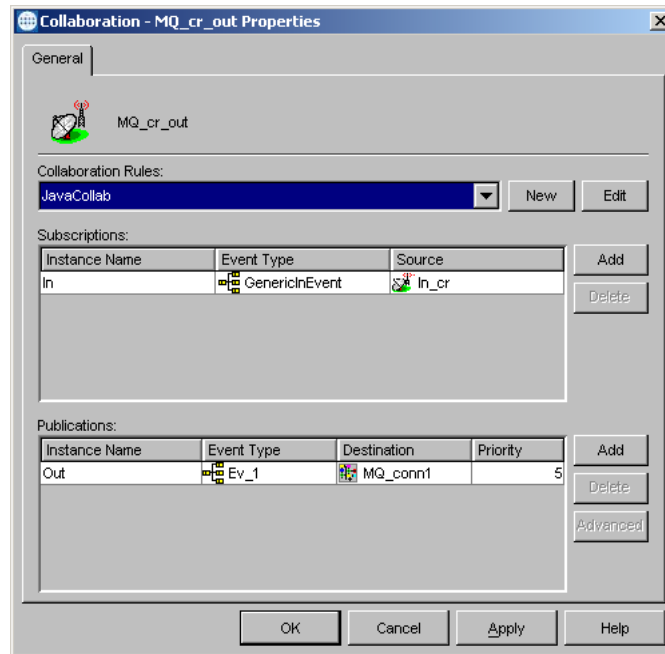 Collaboration - MQ_cr_out Properties
General
MQ_cr_out
Collaboration Rules:
JavaCollab New Edit
Subscriptions:
Instance Name Event Type Source Add
In GenericInEvent In_cr
Delete
Publications:
Instance Name Event Type Destination Priority Add
Out Ev_1 MQ_conn1 5
Delete
Advanced
OK Cancel Apply Help